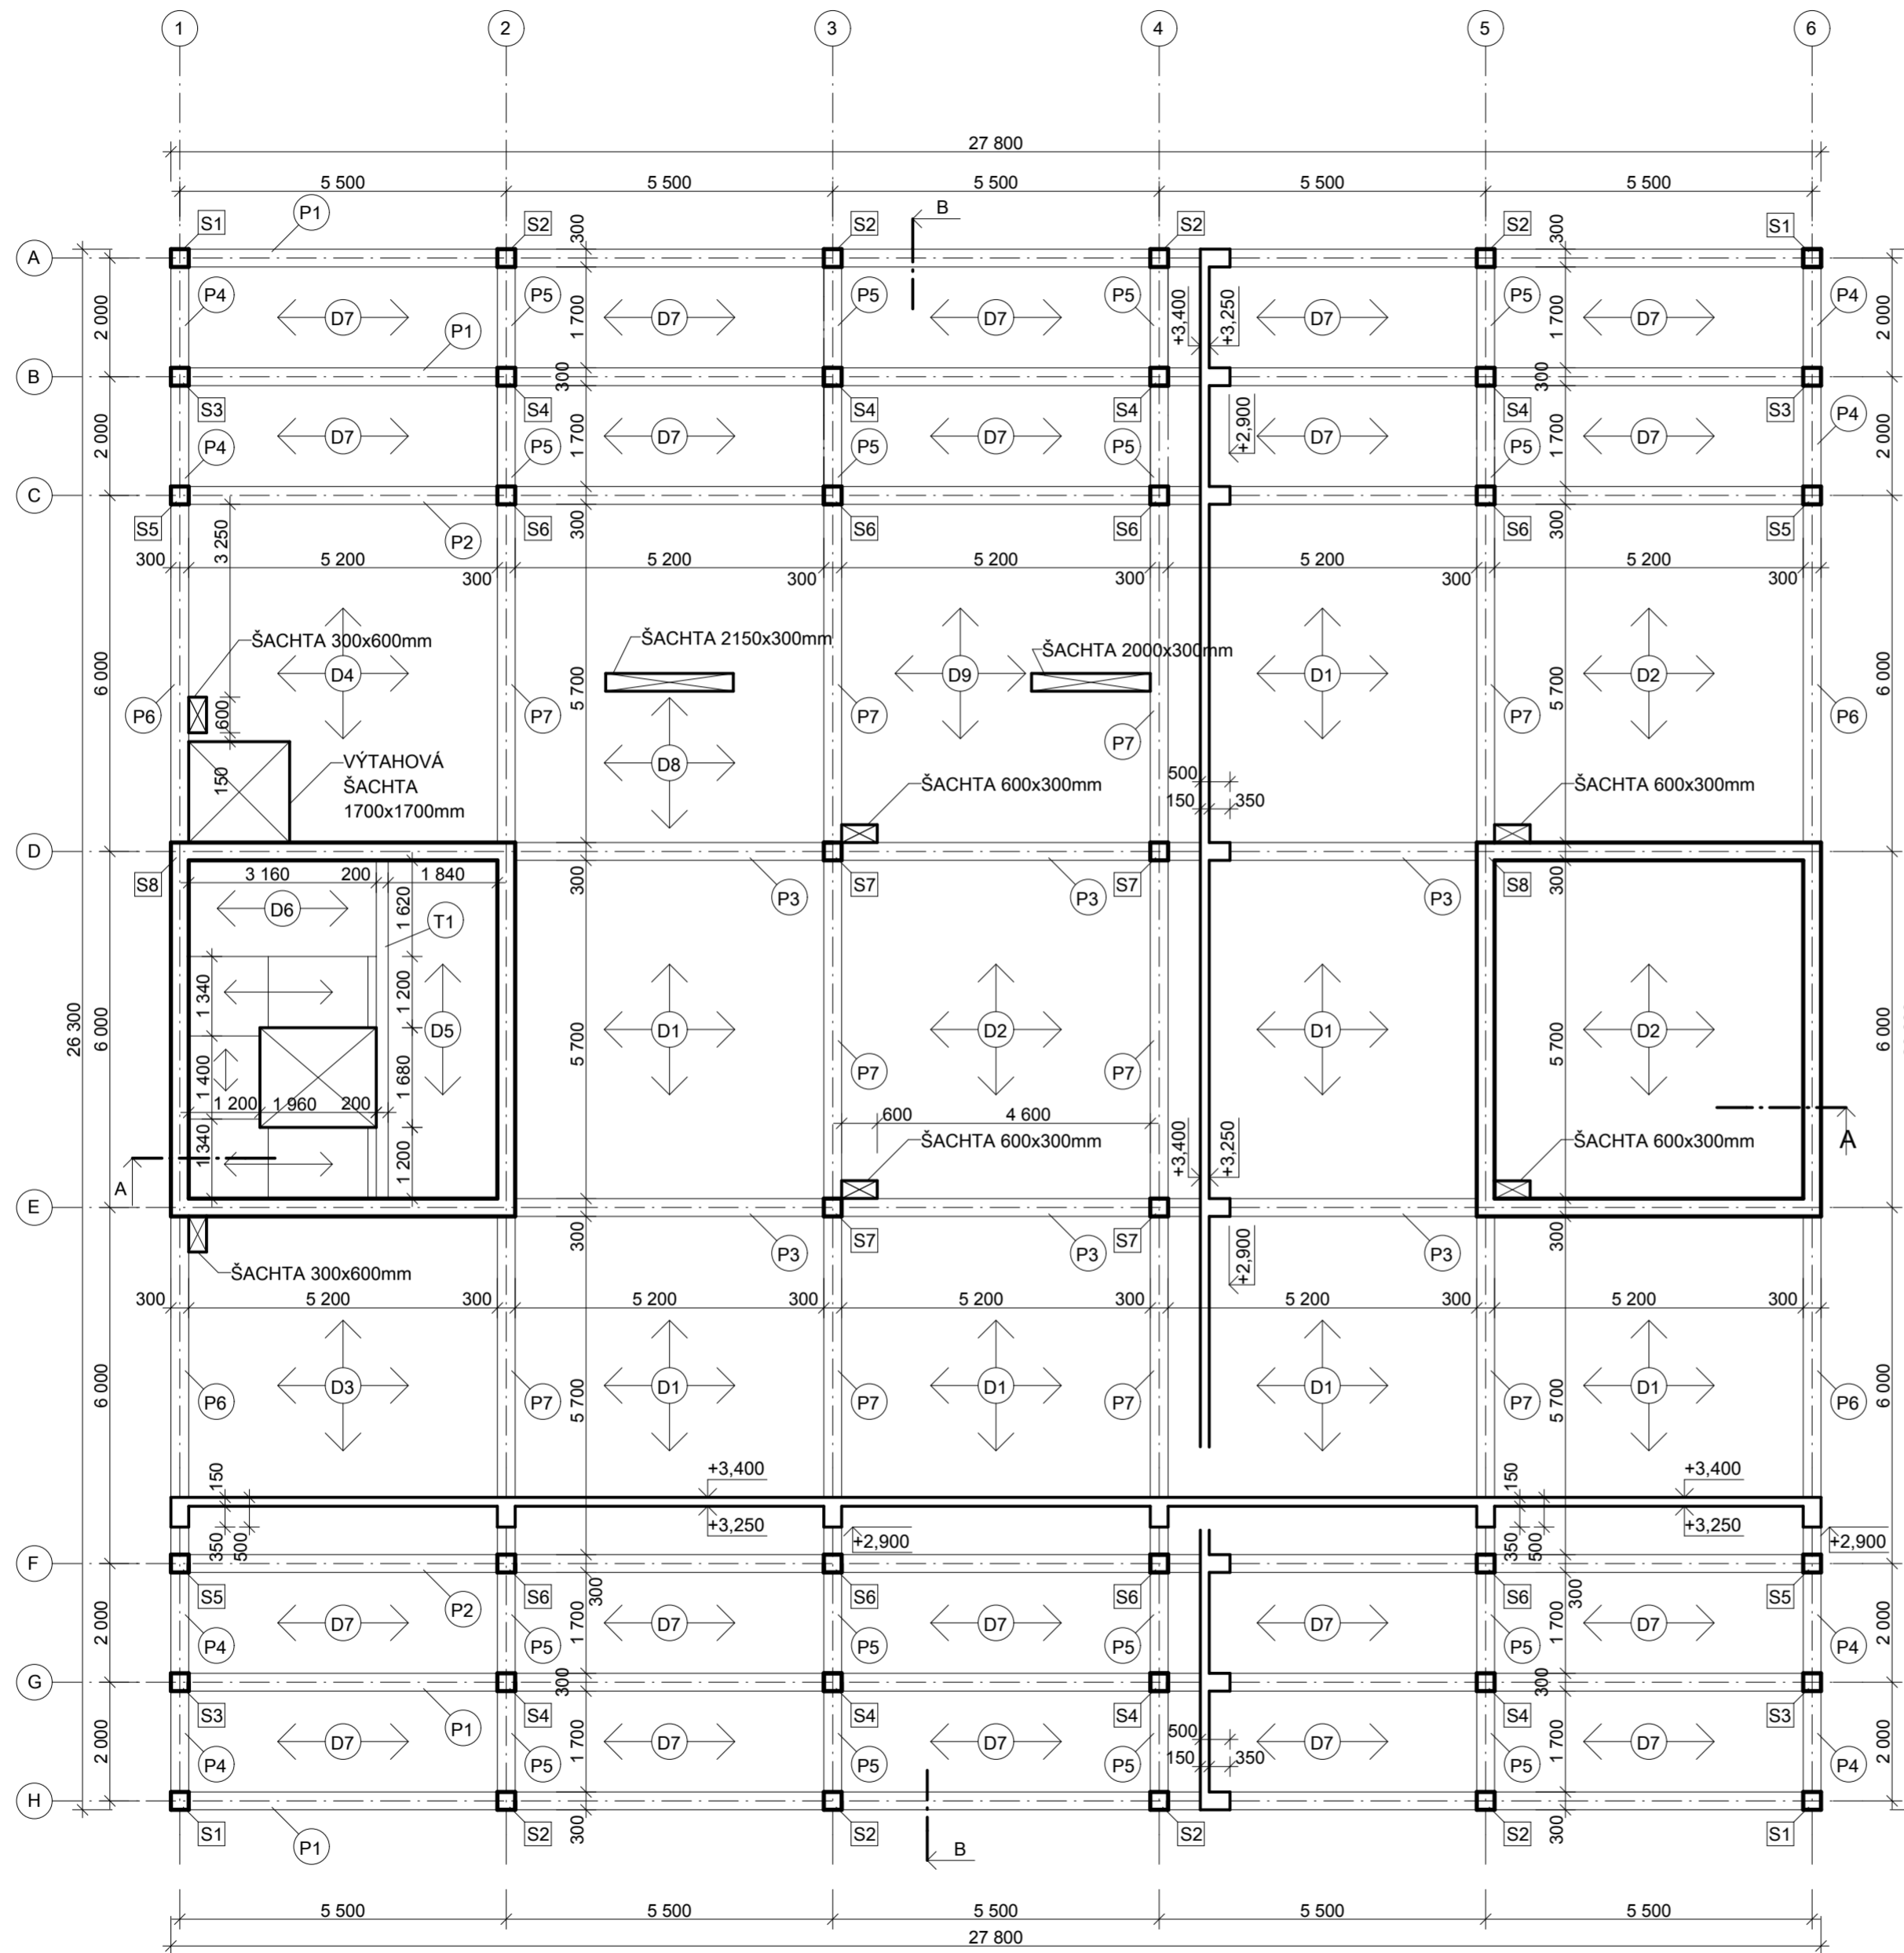 1 2 3 4 5 6
27 800
5 500 5 500 5 500 5 500 5 500
S1 P1 S2 300 S2 B S2 S2 300 S1
A
2 000 P4 D7 P5 1 700 D7 P5 D7 P5 +3,400 +3,250 D7 P5 1 700 D7 P4 2 000
P1
B
300 300
S3 S4 S4 S4 S4 S3
2 000 P4 D7 P5 1 700 D7 P5 D7 P5 +2,900 D7 P5 1 700 D7 P4 2 000
C
S5 P2 S6 300 S6 S6 S6 300 S5
3 250
300 5 200 300 5 200 300 5 200 300 5 200 300 5 200 300
ŠACHTA 300x600mm ŠACHTA 2150x300mm ŠACHTA 2000x300mm
6 000 D4 5 700 D9 D1 5 700 D2 6 000
P6 600 P7 P7 P7 P7 P6
150 VÝTAHOVÁ
ŠACHTA
1700x1700mm
D8 500
150 350
ŠACHTA 600x300mm ŠACHTA 600x300mm
D
S8 3 160 200 1 840 300 P3 S7 P3 S7 P3 S8 300
D6 T1 1 620
1 340 1 200
26 300 6 000 D5 D1 5 700 D2 D1 5 700 D2 6 000
1 400 1 680 P7 P7
1 200 1 960 200
600 4 600
1 340 1 200
ŠACHTA 600x300mm +3,400 +3,250 ŠACHTA 600x300mm
A A
E
300 P3 S7 P3 S7 +2,900 P3 300
ŠACHTA 300x600mm
300 5 200 300 5 200 300 5 200 300 5 200 300 5 200 300
6 000 D3 5 700 D1 D1 D1 5 700 D1 6 000
P6 P7 P7 P7 P7 P6
150 +3,400 150 +3,400
350 500 +3,250 +2,900 350 500 +3,250 +2,900
F
S5 P2 S6 300 S6 S6 S6 300 S5
2 000 P4 D7 P5 1 700 D7 P5 D7 P5 D7 P5 1 700 D7 P4 2 000
G
300 300
S3 P1 S4 S4 S4 S4 S3
2 000 P4 D7 P5 1 700 D7 P5 D7 P5 500 D7 P5 1 700 D7 P4 2 000
150 350
H
S1 P1 S2 300 S2 B S2 S2 300 S1
5 500 5 500 5 500 5 500 5 500
27 800